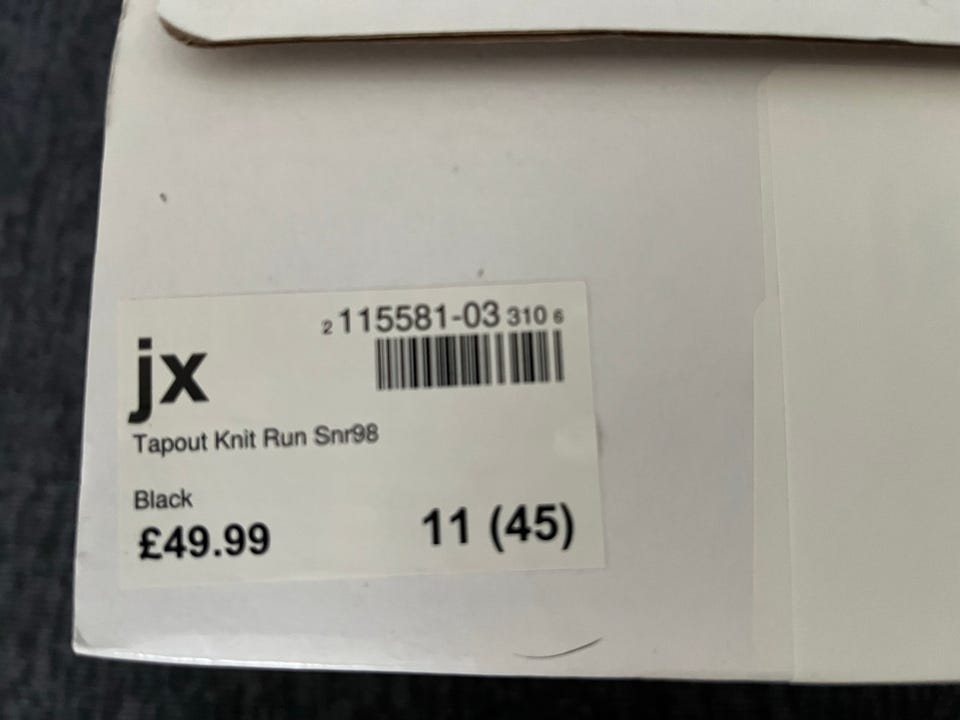 2 115581-03 310 6
jx
Tapout Knit Run Snr98
Black
£49.99 11 (45)